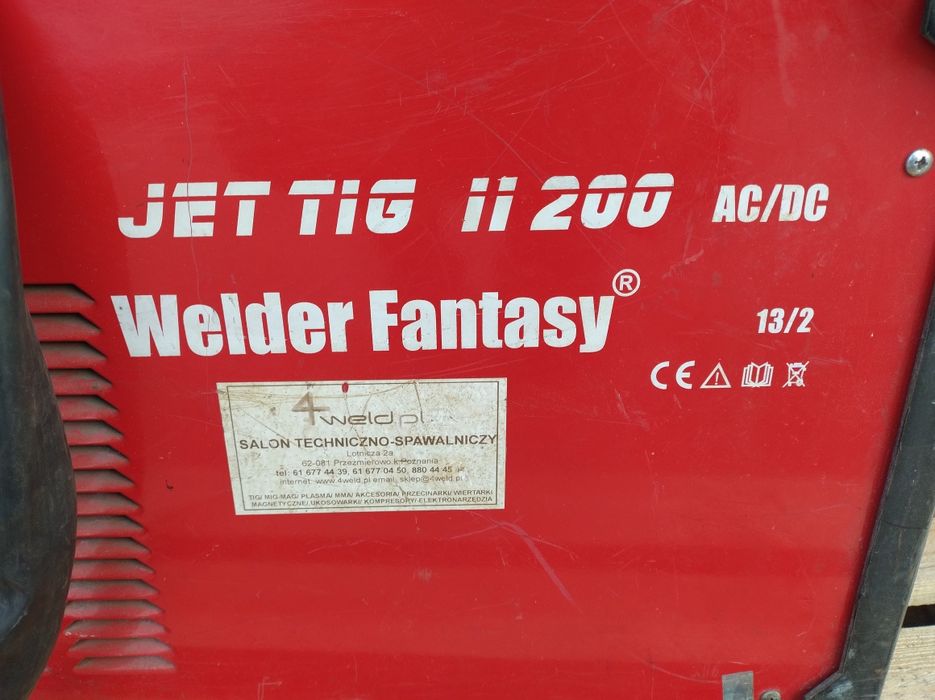 JET TIG II 200 AC/DC
Welder Fantasy®
13/2
CE
4weld.pl
SALON TECHNICZNO-SPAWALNICZY
Lotnicza 2a
62-081 Przeźmierowo k.Poznania
tel: 61 677 44 39, 61 677 04 50, 880 44 45
internet: www.4weld.pl email: sklep@4weld.pl
TIG/ MIG-MAG/ PLASMA/ MMA/ AKCESORIA/ PRZECINARKI/ WIERTARKI
MAGNETYCZNE/ UKOSOWARKI/ KOMPRESORY/ ELEKTRONARZĘDZIA